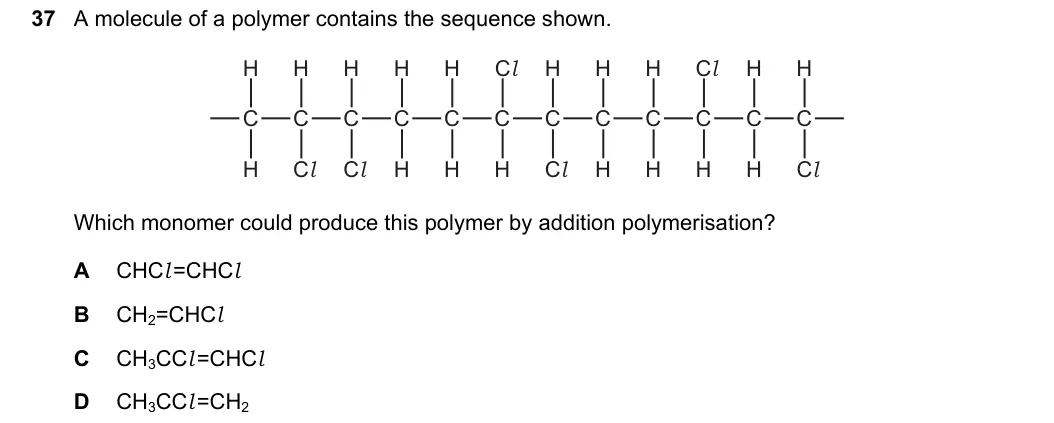 37 A molecule of a polymer contains the sequence shown.
H H H H H Cl H H H Cl H H
C C C C C C C C C C C C
H Cl Cl H H H Cl H H H H Cl
Which monomer could produce this polymer by addition polymerisation?
A CHCl=CHCl
B CH₂=CHCl
C CH₃CCl=CHCl
D CH₃CCl=CH₂